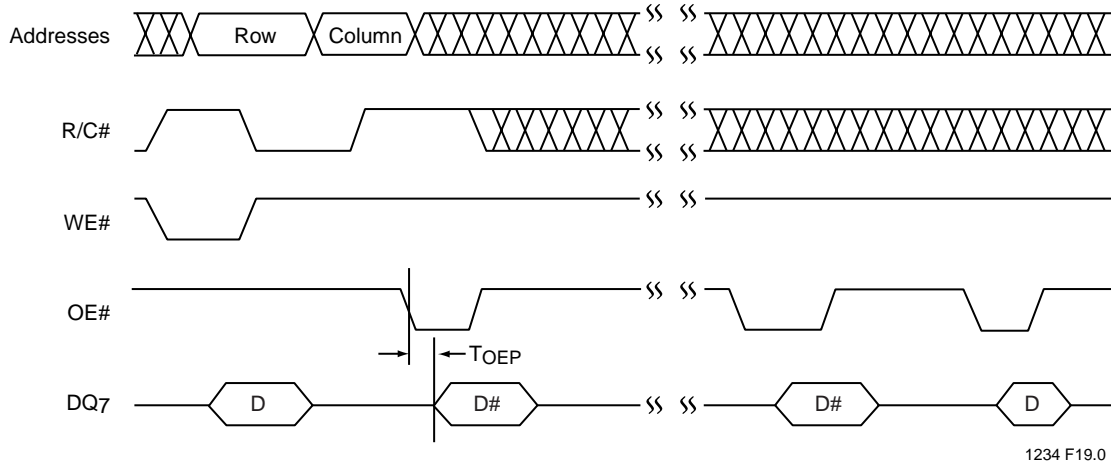 Addresses
Row
Column
R/C#
WE#
OE#
TOEP
DQ7
D
D#
D#
D
1234 F19.0